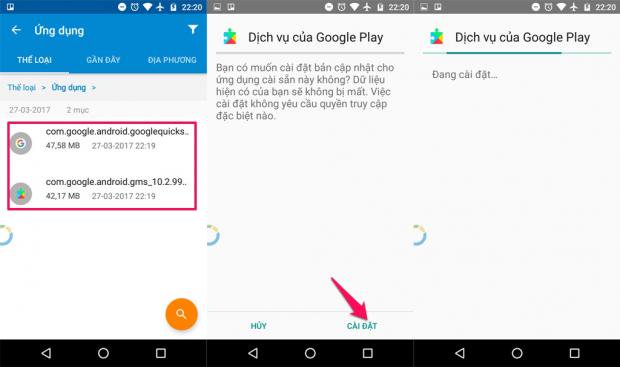 22:20
Ứng dụng
THỂ LOẠI GẦN ĐÂY ĐỊA PHƯƠNG
Thể loại > Ứng dụng >
27-03-2017 2 mục
com.google.android.googlequicks..
47,58 MB 27-03-2017 22:19
com.google.android.gms_10.2.99..
42,17 MB 27-03-2017 22:19
22:20
Dịch vụ của Google Play
Bạn có muốn cài đặt bản cập nhật cho
ứng dụng cài sẵn này không? Dữ liệu
hiện có của bạn sẽ không bị mất. Việc
cài đặt không yêu cầu quyền truy cập
đặc biệt nào.
HỦY CÀI ĐẶT
22:20
Dịch vụ của Google Play
Đang cài đặt...